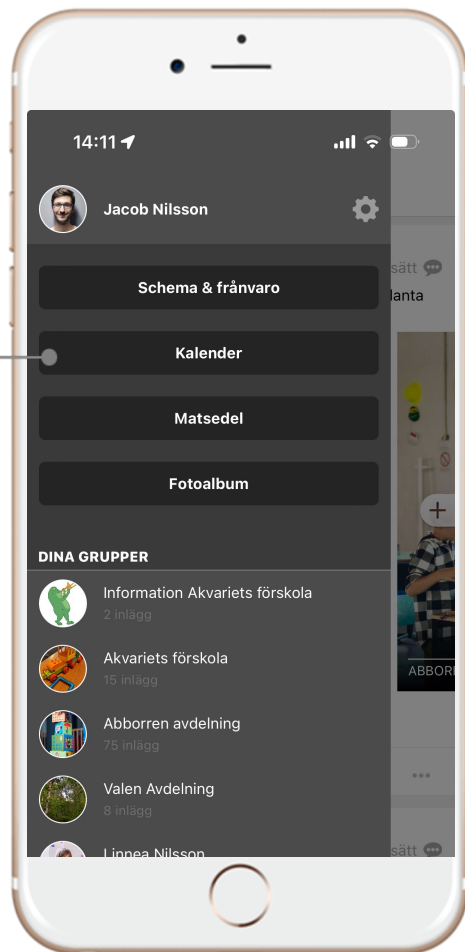 14:11
Jacob Nilsson
Schema & frånvaro
Kalender
Matsedel
Fotoalbum
DINA GRUPPER
Information Akvariets förskola
2 inlägg
Akvariets förskola
15 inlägg
Abborren avdelning
75 inlägg
Valen Avdelning
8 inlägg
Linnea Nilsson
sätt
lanta
ABBOR
sätt